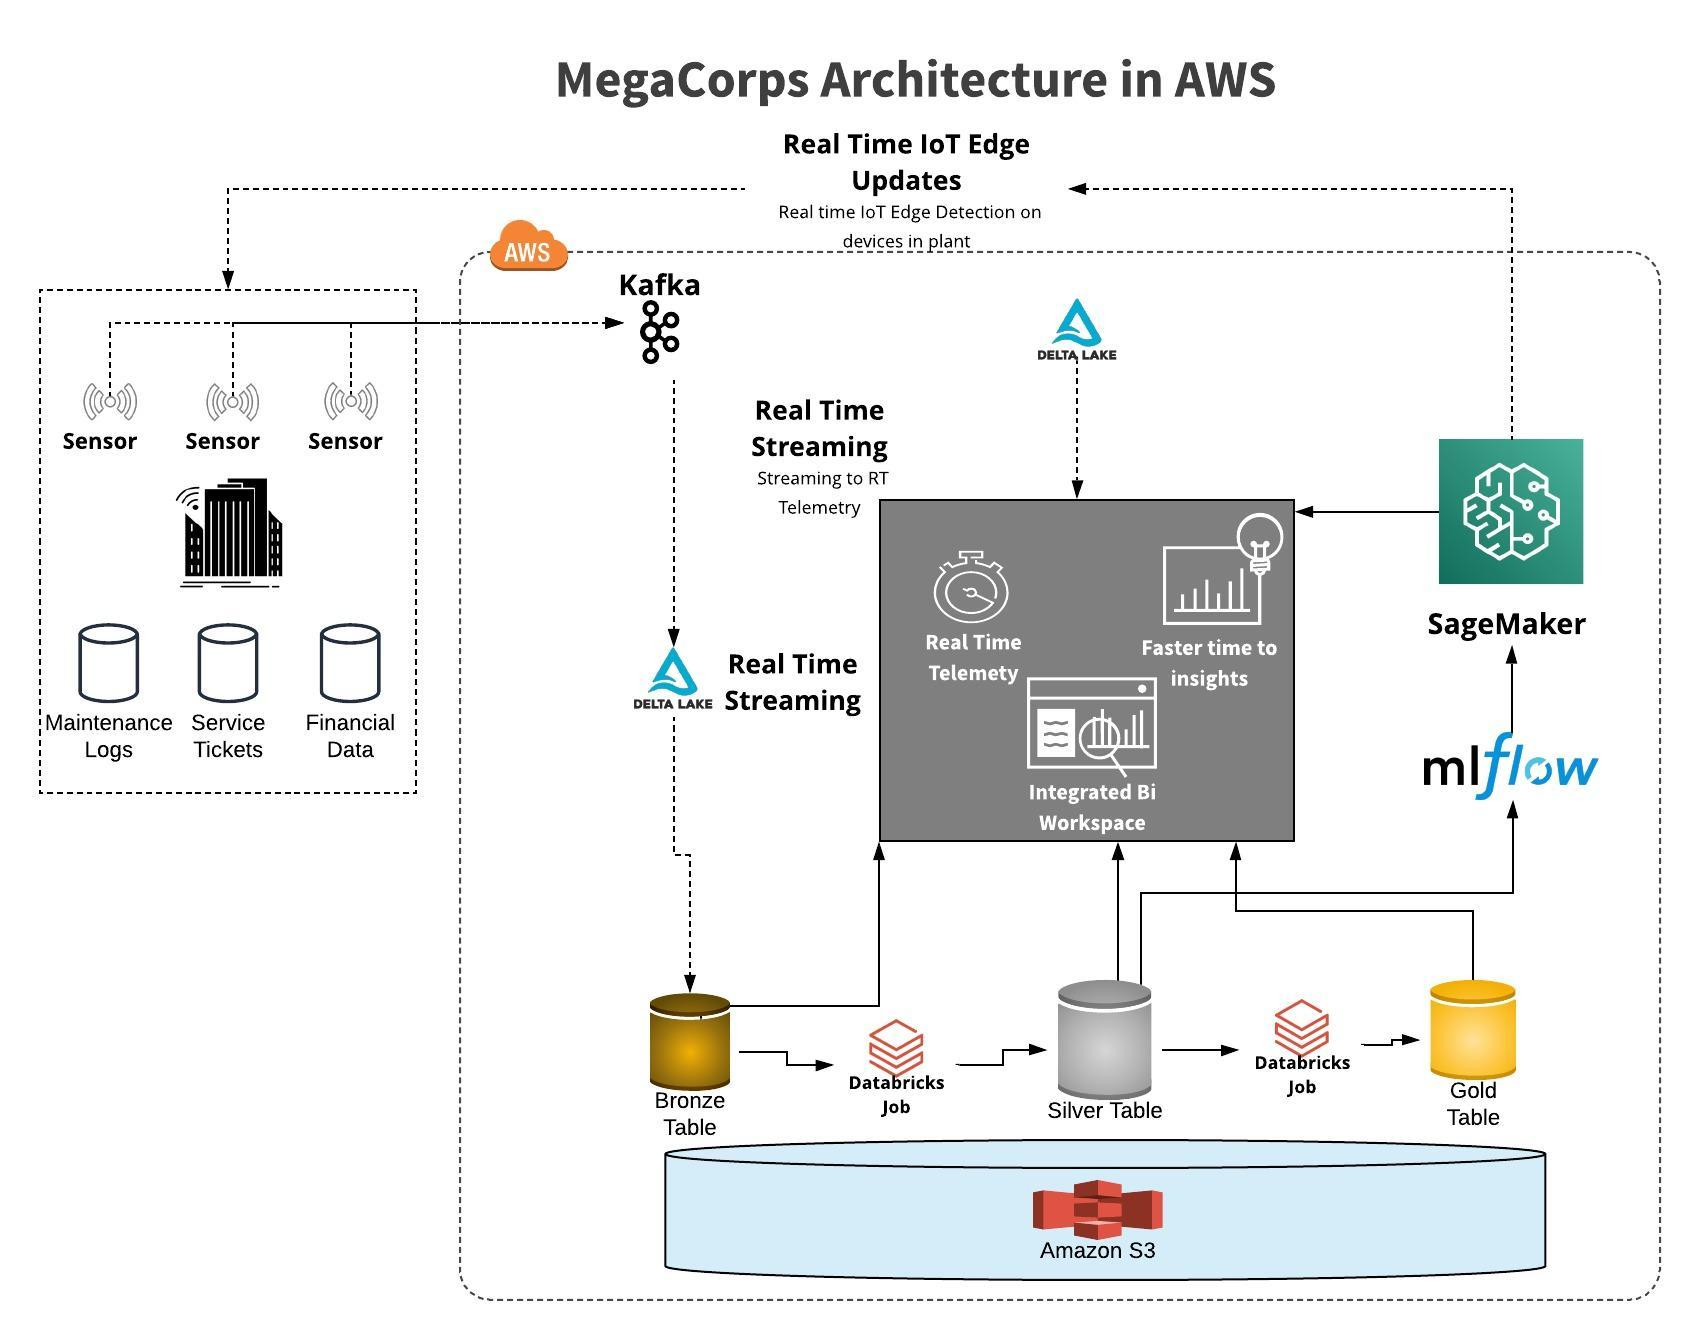 MegaCorps Architecture in AWS
Real Time IoT Edge
Updates
Real time IoT Edge Detection on
devices in plant
AWS
Kafka
DELTA LAKE
Real Time
Streaming
Streaming to RT
Telemetry
Sensor
Sensor
Sensor
Maintenance
Logs
Service
Tickets
Financial
Data
DELTA LAKE
Real Time
Streaming
Real Time
Telemety
Faster time to
insights
Integrated Bi
Workspace
SageMaker
mlflow
Bronze
Table
Databricks
Job
Silver Table
Databricks
Job
Gold
Table
Amazon S3